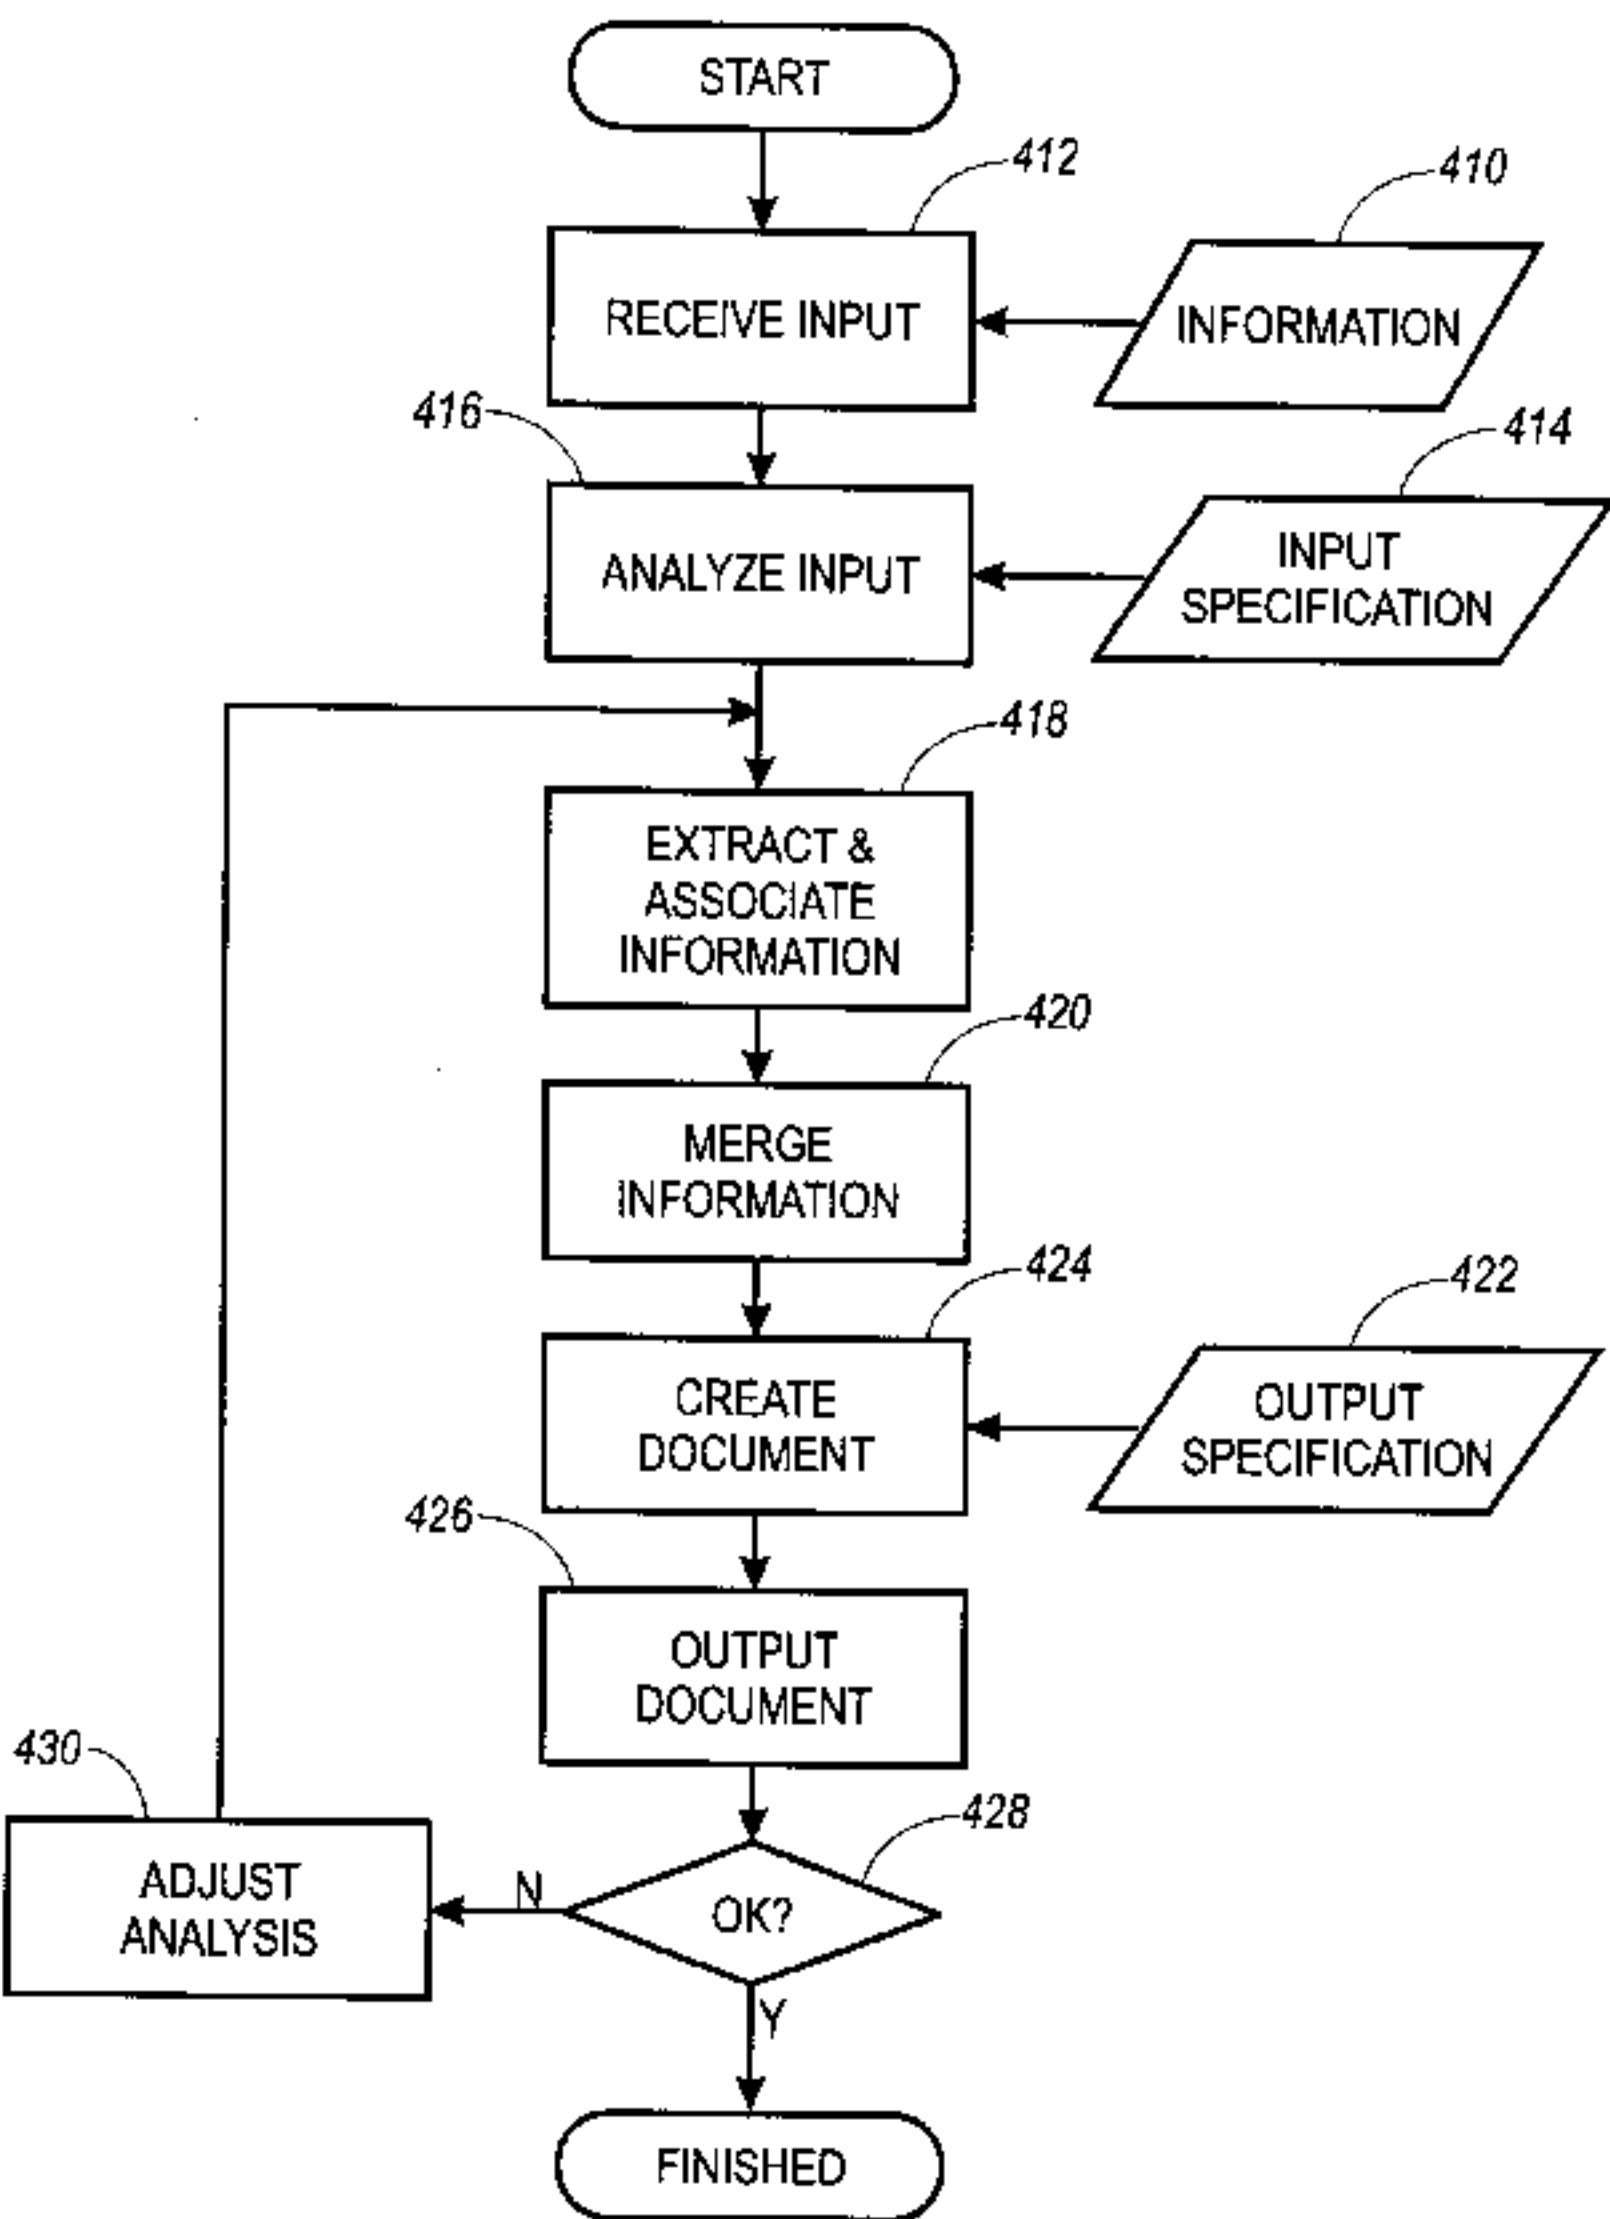 START
412
410
RECEIVE INPUT
INFORMATION
416
414
ANALYZE INPUT
INPUT
SPECIFICATION
418
EXTRACT &
ASSOCIATE
INFORMATION
420
MERGE
INFORMATION
424
422
CREATE
DOCUMENT
OUTPUT
SPECIFICATION
426
OUTPUT
DOCUMENT
430
428
ADJUST
ANALYSIS
N
OK?
Y
FINISHED